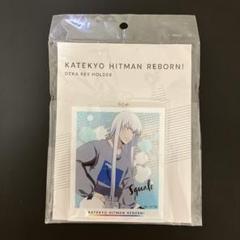 KATEKYO HITMAN REBORN!
DEKA KEY HOLDER
Squalo
KATEKYO HITMAN REBORN!